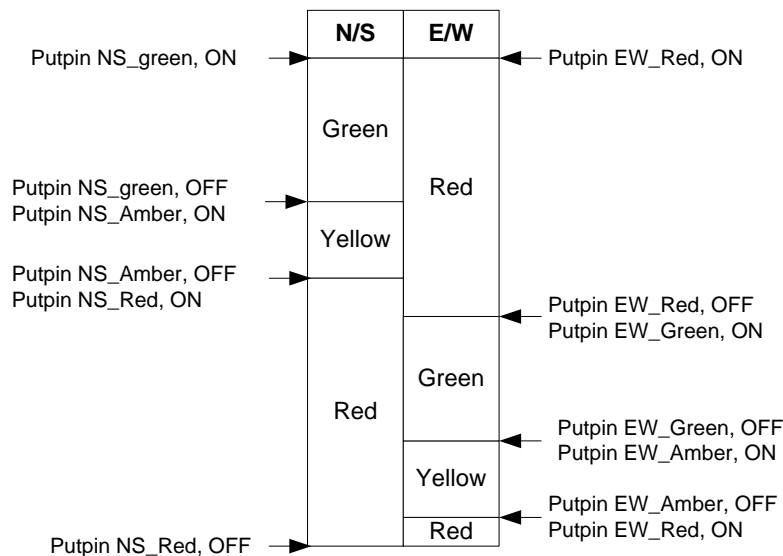 N/S E/W
Putpin NS_green, ON
Putpin EW_Red, ON
Green
Red
Putpin NS_green, OFF
Putpin NS_Amber, ON
Yellow
Putpin NS_Amber, OFF
Putpin NS_Red, ON
Putpin EW_Red, OFF
Putpin EW_Green, ON
Green
Red
Putpin EW_Green, OFF
Putpin EW_Amber, ON
Yellow
Putpin EW_Amber, OFF
Putpin EW_Red, ON
Red
Putpin NS_Red, OFF